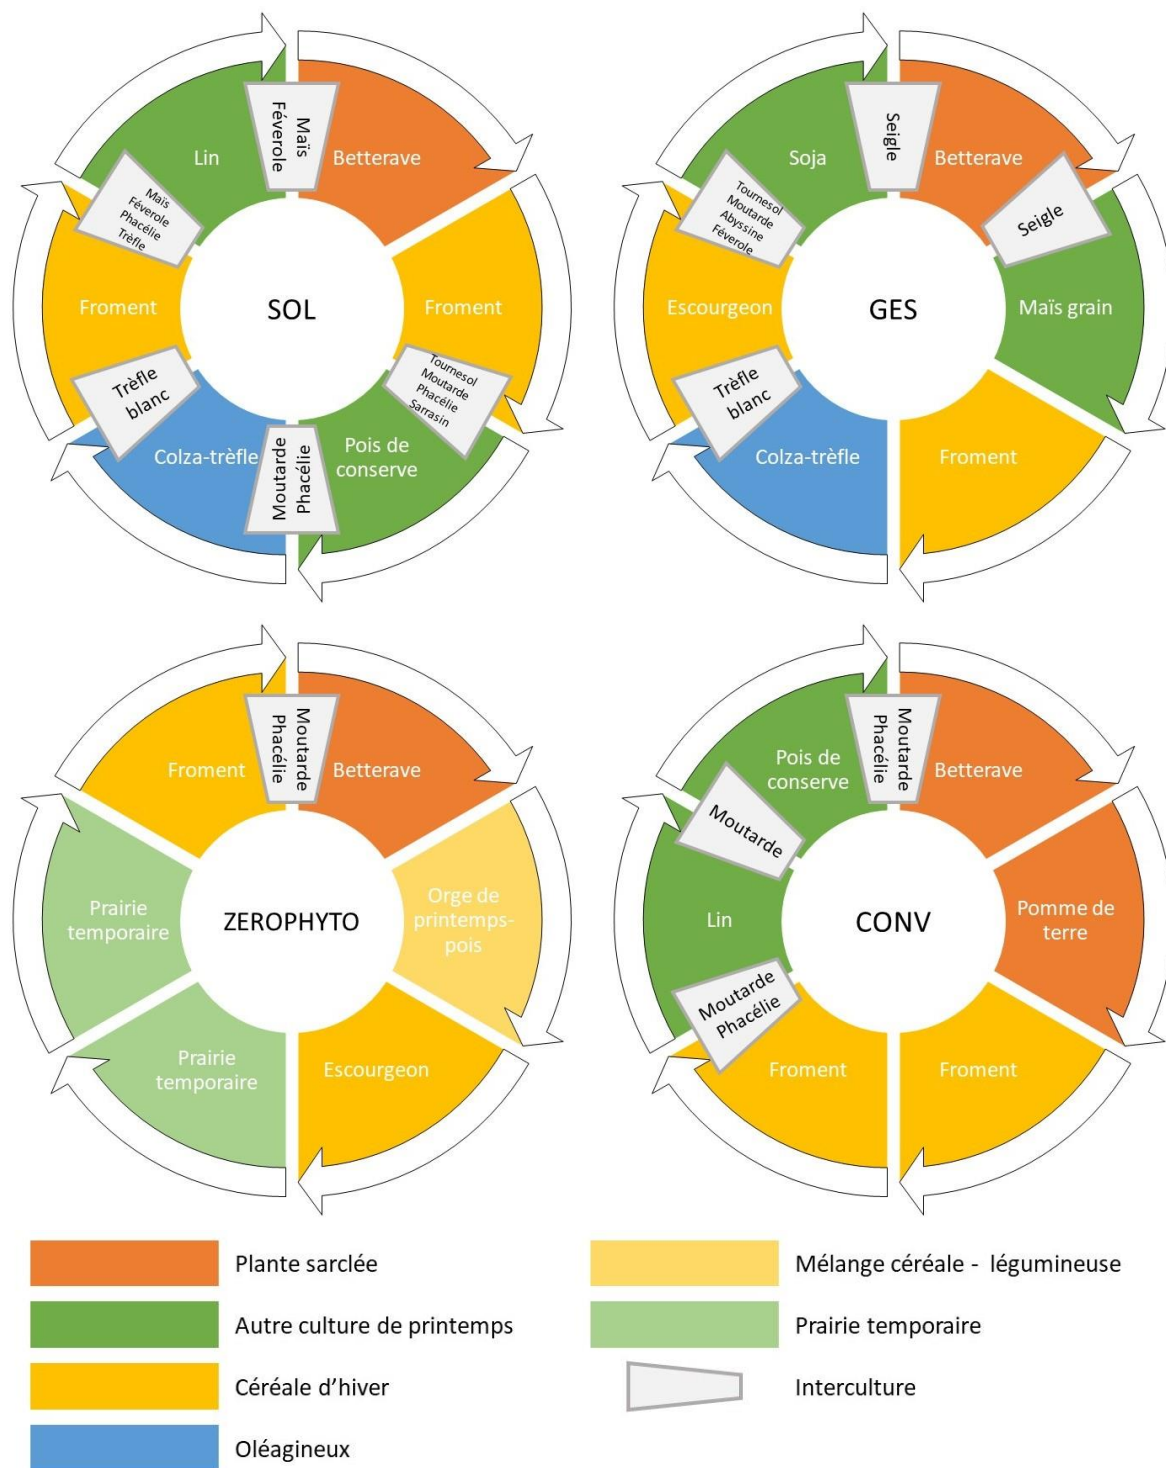 Maïs
Féverole
Lin
Betterave
Maïs
Féverole
Phacélie
Trèfle
Froment
SOL
Froment
Trèfle
blanc
Tournesol
Moutarde
Phacélie
Sarrasin
Colza-trèfle
Moutarde
Phacélie
Pois de
conserve
Seigle
Soja
Betterave
Tournesol
Moutarde
Abyssine
Féverole
Seigle
Escourgeon
GES
Maïs grain
Trèfle
blanc
Colza-trèfle
Froment
Moutarde
Phacélie
Froment
Betterave
Prairie
temporaire
ZEROPHYTO
Orge de
printemps-
pois
Prairie
temporaire
Escourgeon
Moutarde
Phacélie
Pois de
conserve
Betterave
Moutarde
Lin
CONV
Pomme de
terre
Moutarde
Phacélie
Froment
Froment
Plante sarclée
Autre culture de printemps
Céréale d’hiver
Oléagineux
Mélange céréale - légumineuse
Prairie temporaire
Interculture